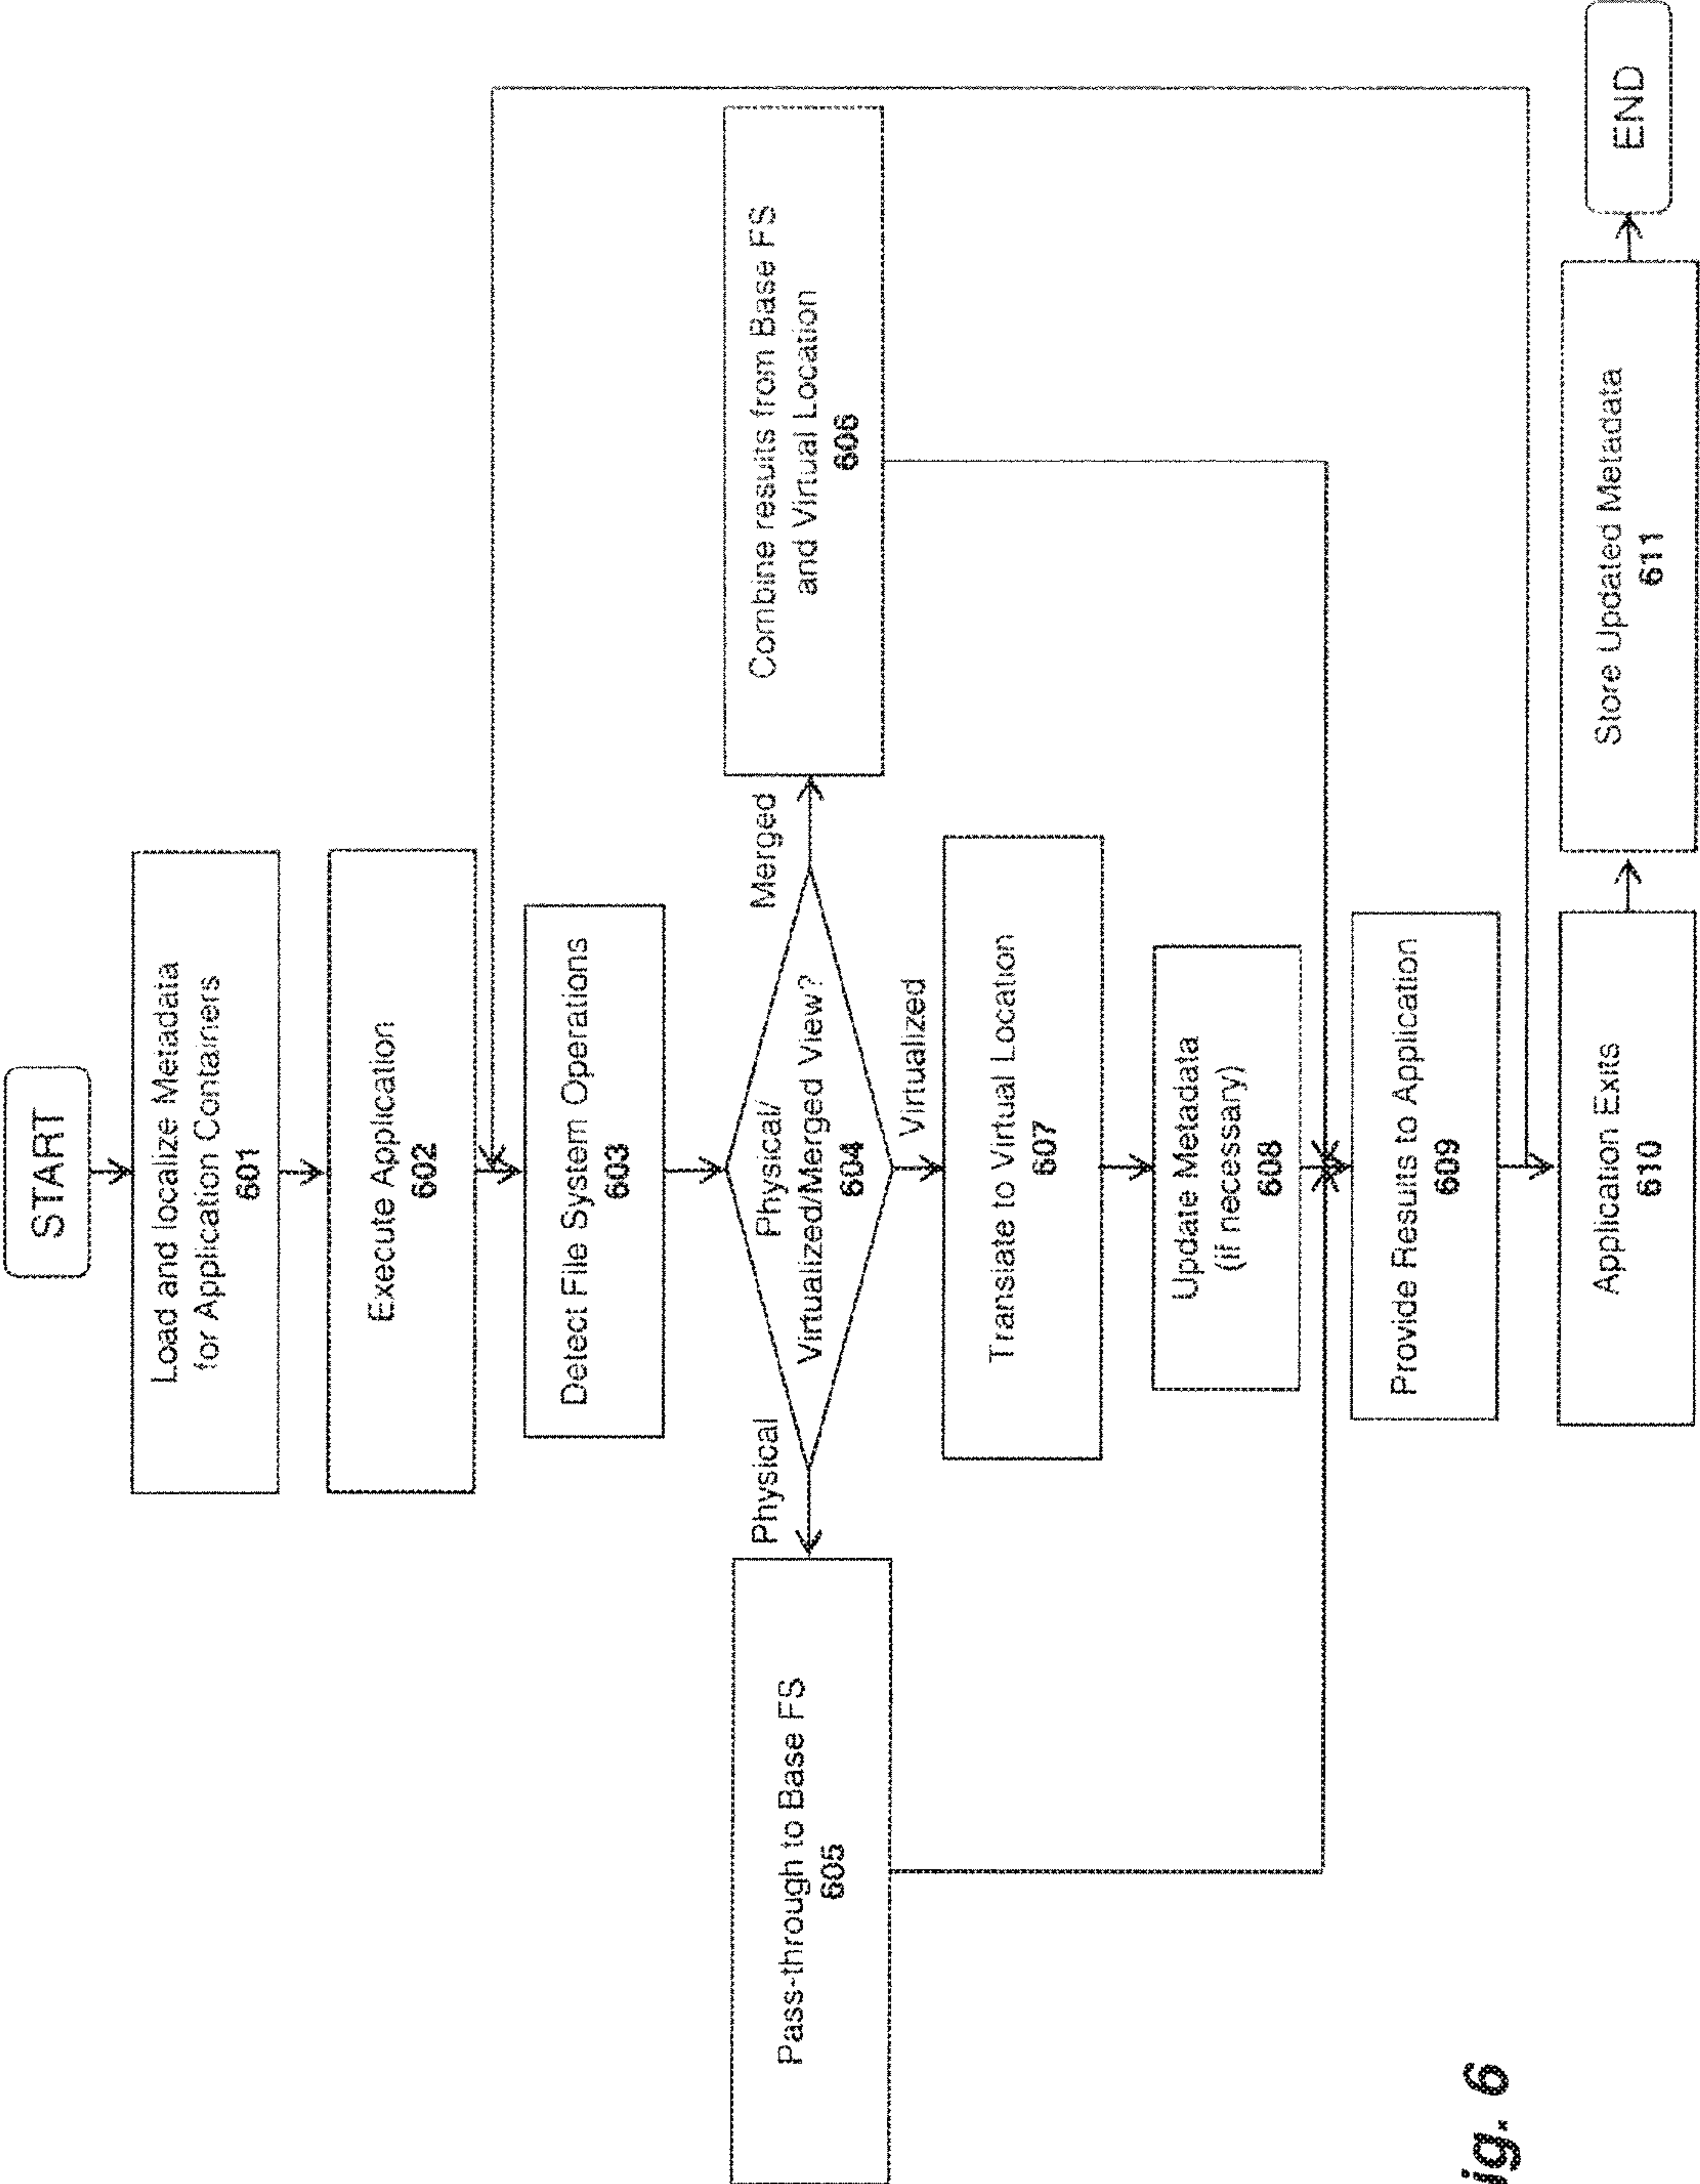 START
Load and localize Metadata
for Application Containers
601
Execute Application
602
Detect File System Operations
603
Physical/
Virtualized/Merged View?
604
Physical
Merged
Virtualized
Pass-through to Base FS
605
Combine results from Base FS
and Virtual Location
606
Translate to Virtual Location
607
Update Metadata
(if necessary)
608
Provide Results to Application
609
Application Exits
610
Store Updated Metadata
611
END
ig. 6